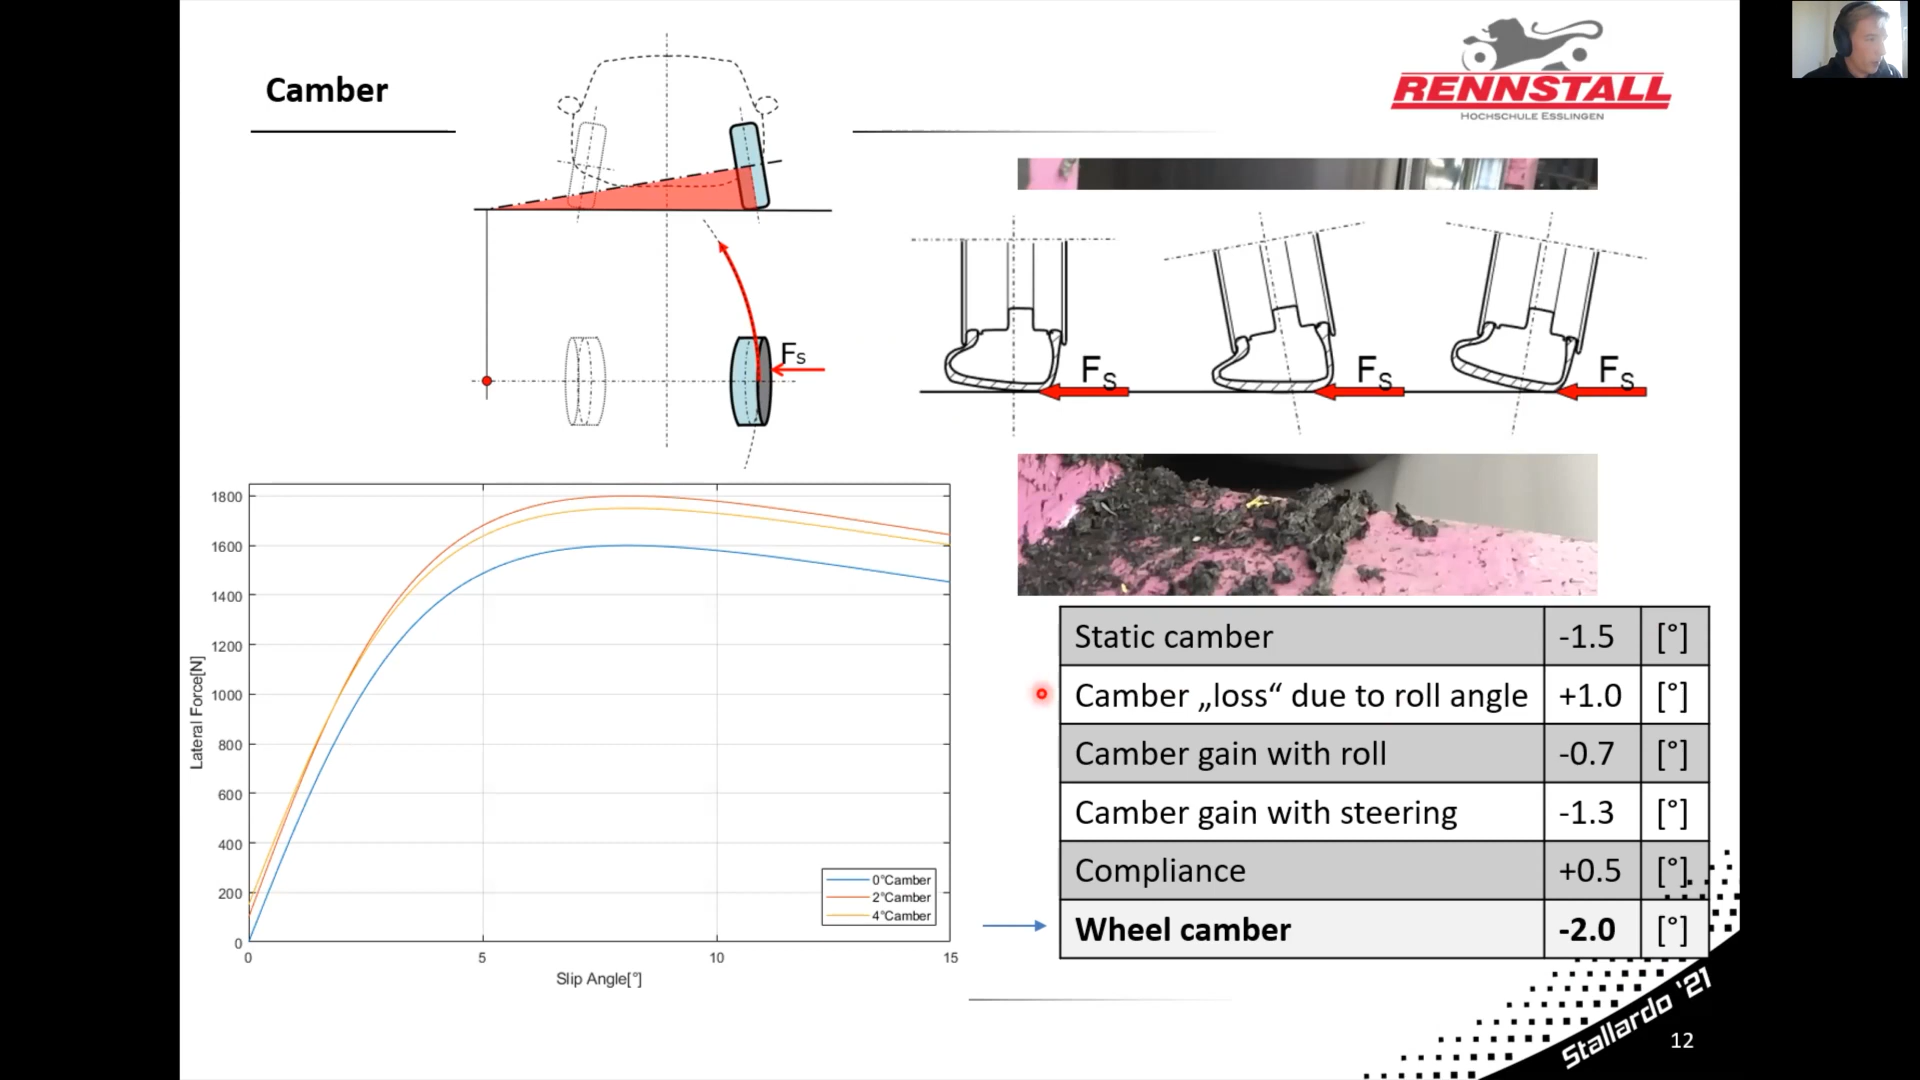 Camber
RENNSTALL
HOCHSCHULE ESSLINGEN
Fs
FS
FS
FS
1800
1600
1400
1200
1000
800
600
400
200
0
0
5
10
15
Lateral Force[N]
Slip Angle[°]
0°Camber
2°Camber
4°Camber
Static camber -1.5 [°]
Camber „loss“ due to roll angle +1.0 [°]
Camber gain with roll -0.7 [°]
Camber gain with steering -1.3 [°]
Compliance +0.5 [°]
Wheel camber -2.0 [°]
Stallardo '21
12